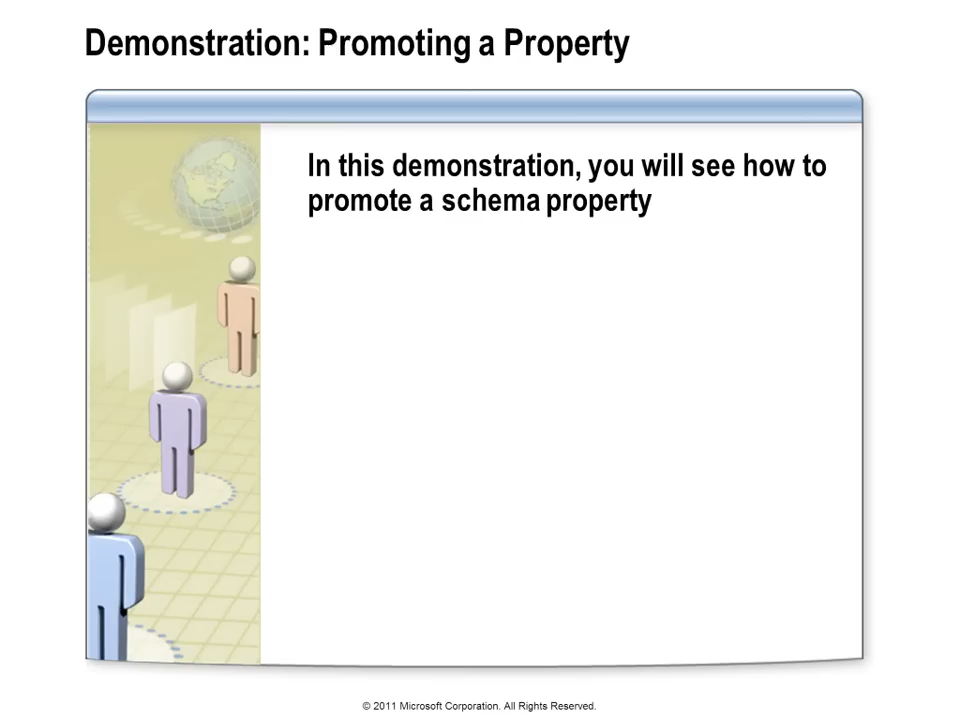 Demonstration: Promoting a Property
In this demonstration, you will see how to
promote a schema property
© 2011 Microsoft Corporation. All Rights Reserved.